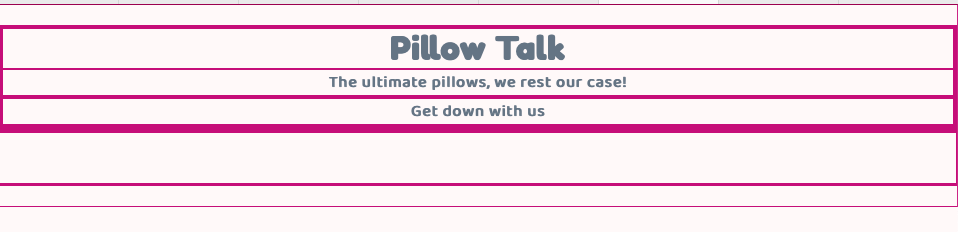 Pillow Talk
The ultimate pillows, we rest our case!
Get down with us